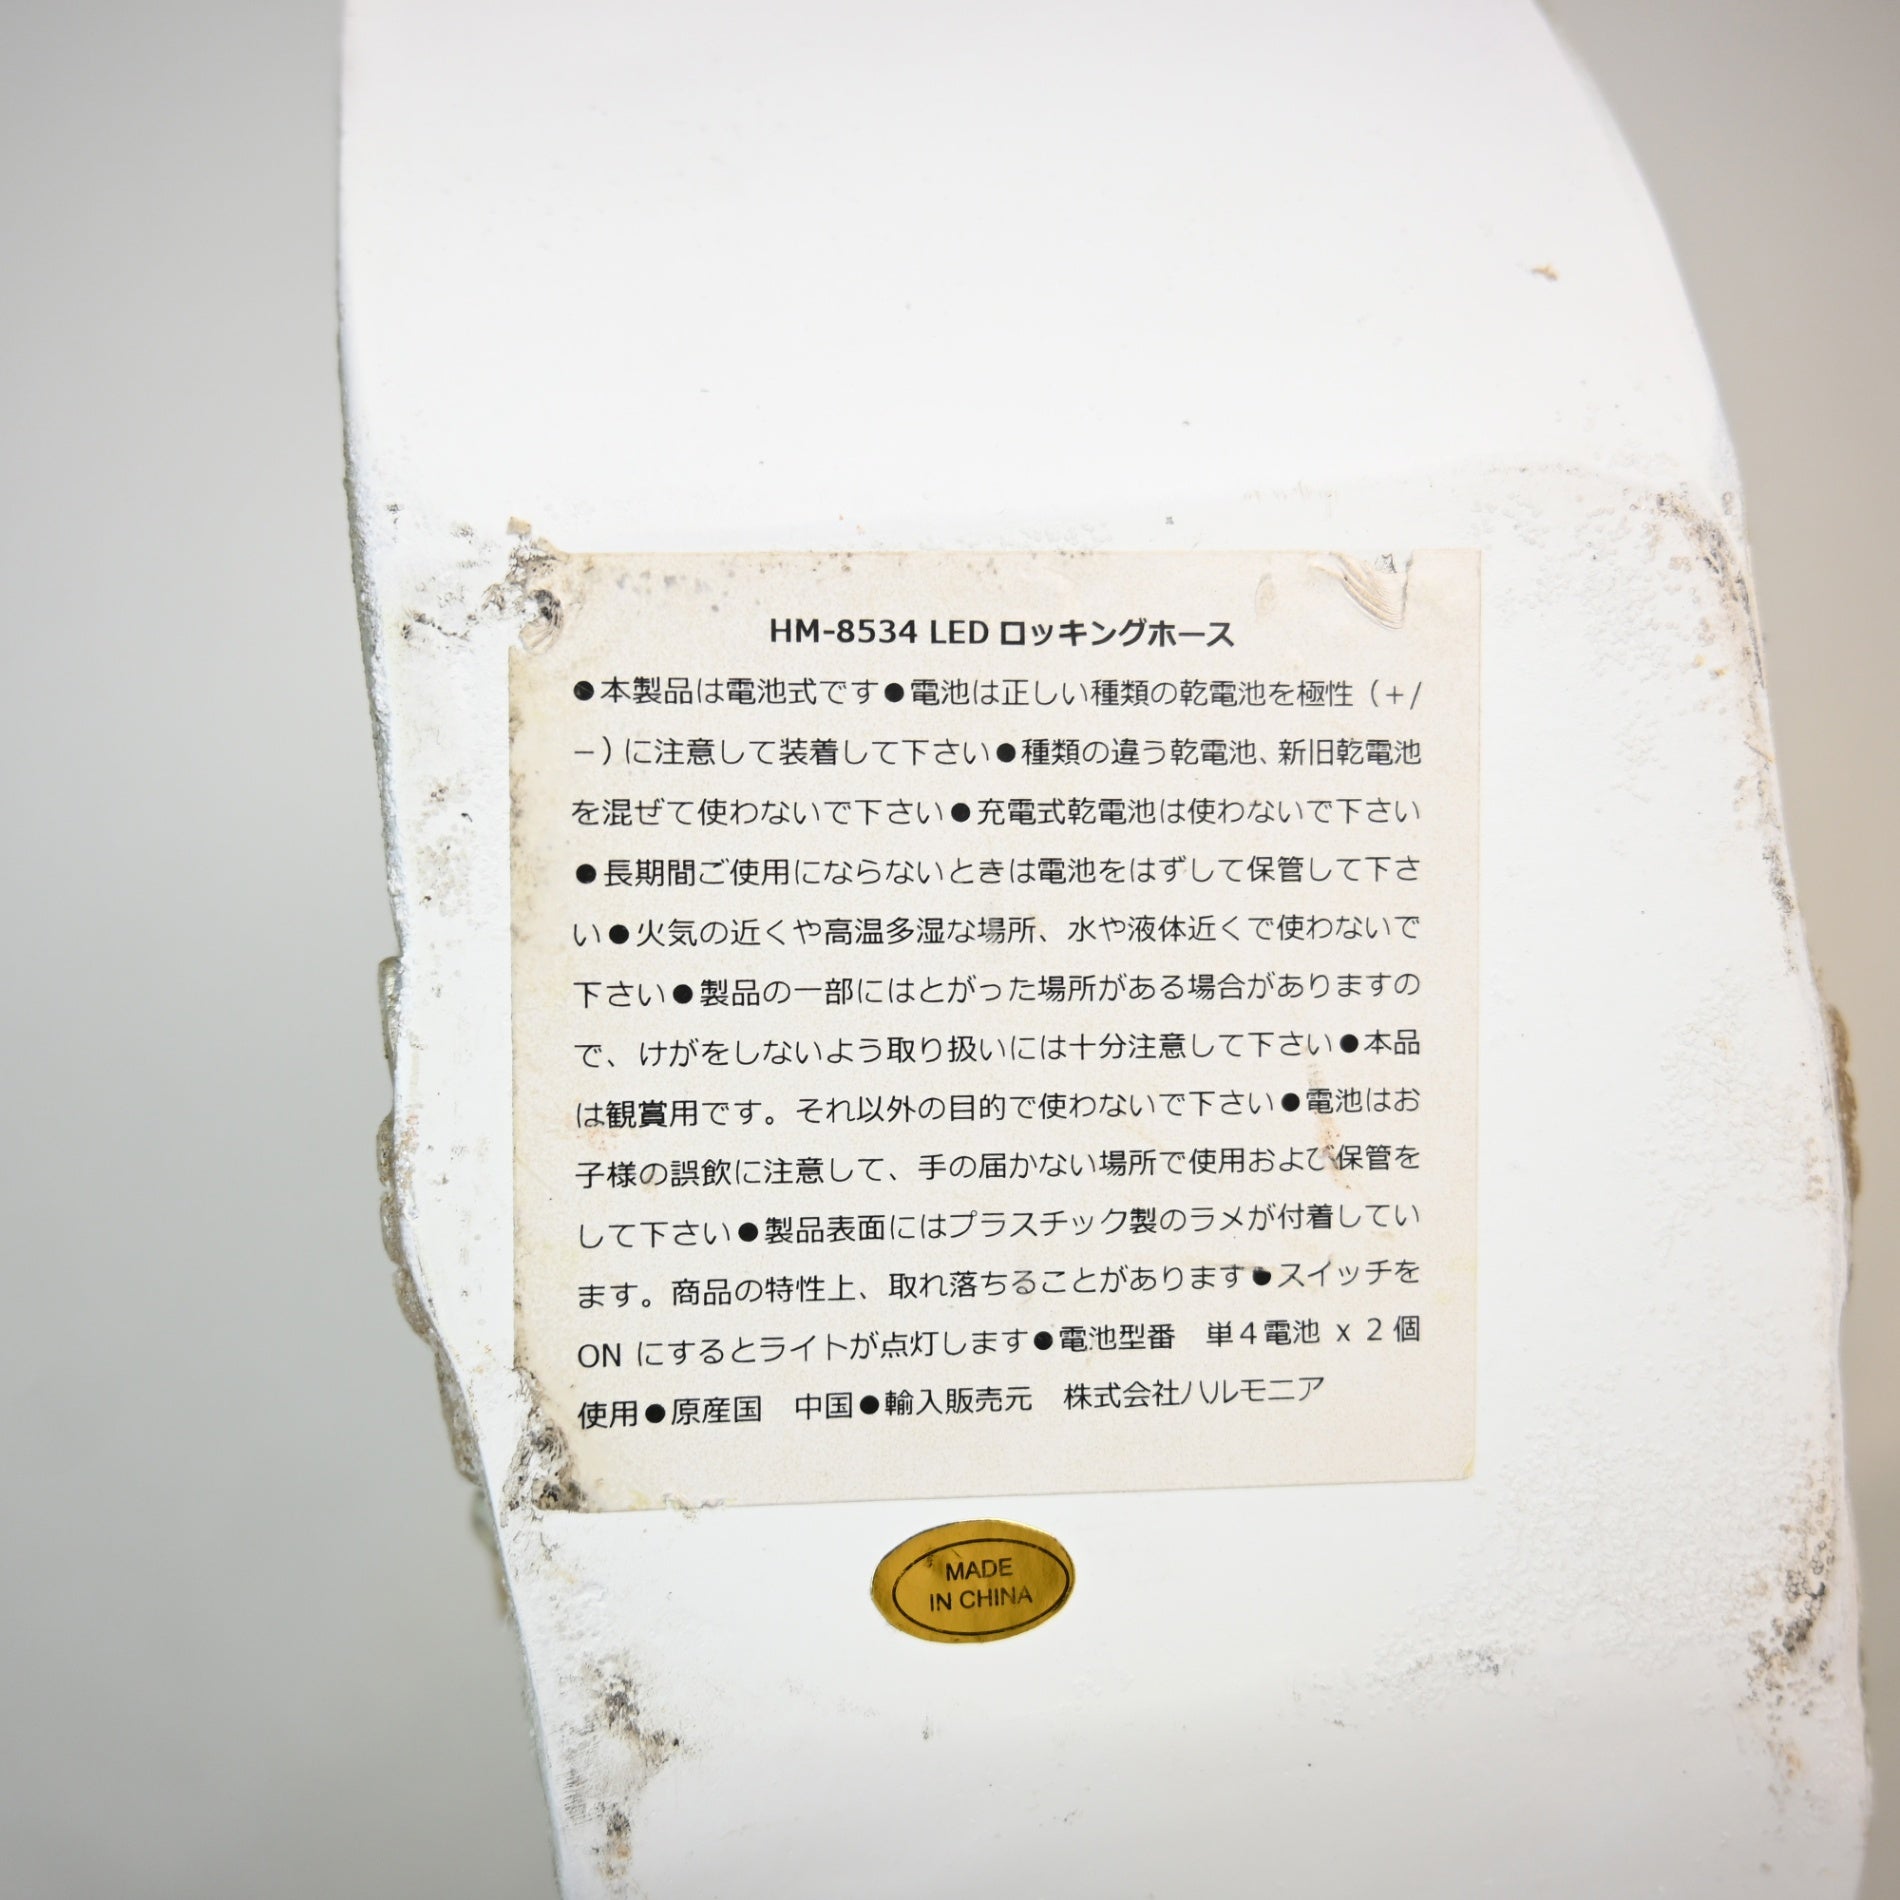 HM-8534 LED ロッキングホース
●本製品は電池式です●電池は正しい種類の乾電池を極性（+/
−）に注意して装着して下さい●種類の違う乾電池、新旧乾電池
を混ぜて使わないで下さい●充電式乾電池は使わないで下さい
●長期間ご使用にならないときは電池をはずして保管して下さ
い●火気の近くや高温多湿な場所、水や液体近くで使わないで
下さい●製品の一部にはとがった場所がある場合がありますの
で、けがをしないよう取り扱いには十分注意して下さい●本品
は観賞用です。それ以外の目的で使わないで下さい●電池はお
子様の誤飲に注意して、手の届かない場所で使用および保管を
して下さい●製品表面にはプラスチック製のラメが付着してい
ます。商品の特性上、取れ落ちることがあります●スイッチを
ON にするとライトが点灯します●電池型番　単４電池 x 2 個
使用●原産国　中国●輸入販売元　株式会社ハルモニア
MADE
IN CHINA